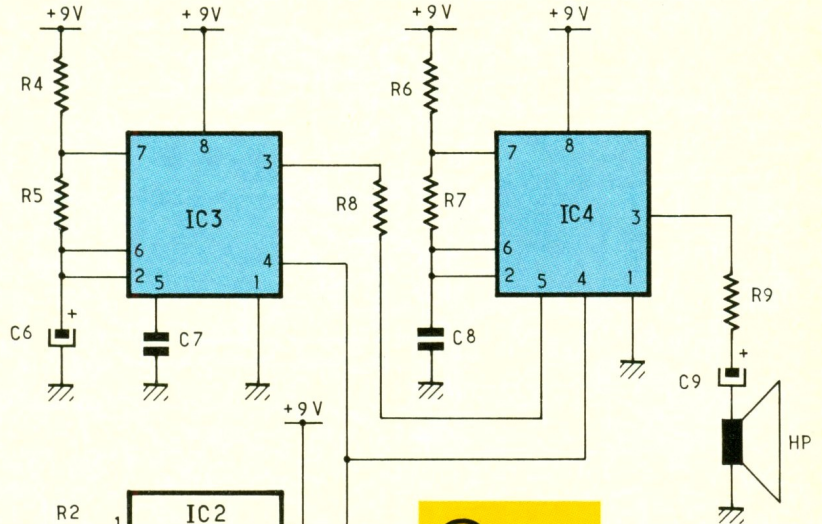 +9V +9V +9V +9V
R4 R6
7 8 3 7 8
R5 R8 R7
IC3 IC4 3
6 4 6
2 5 1 2 5 4 1
R9
+ +
C6 C7 C8 C9
+9V
HP
R2 1 IC2